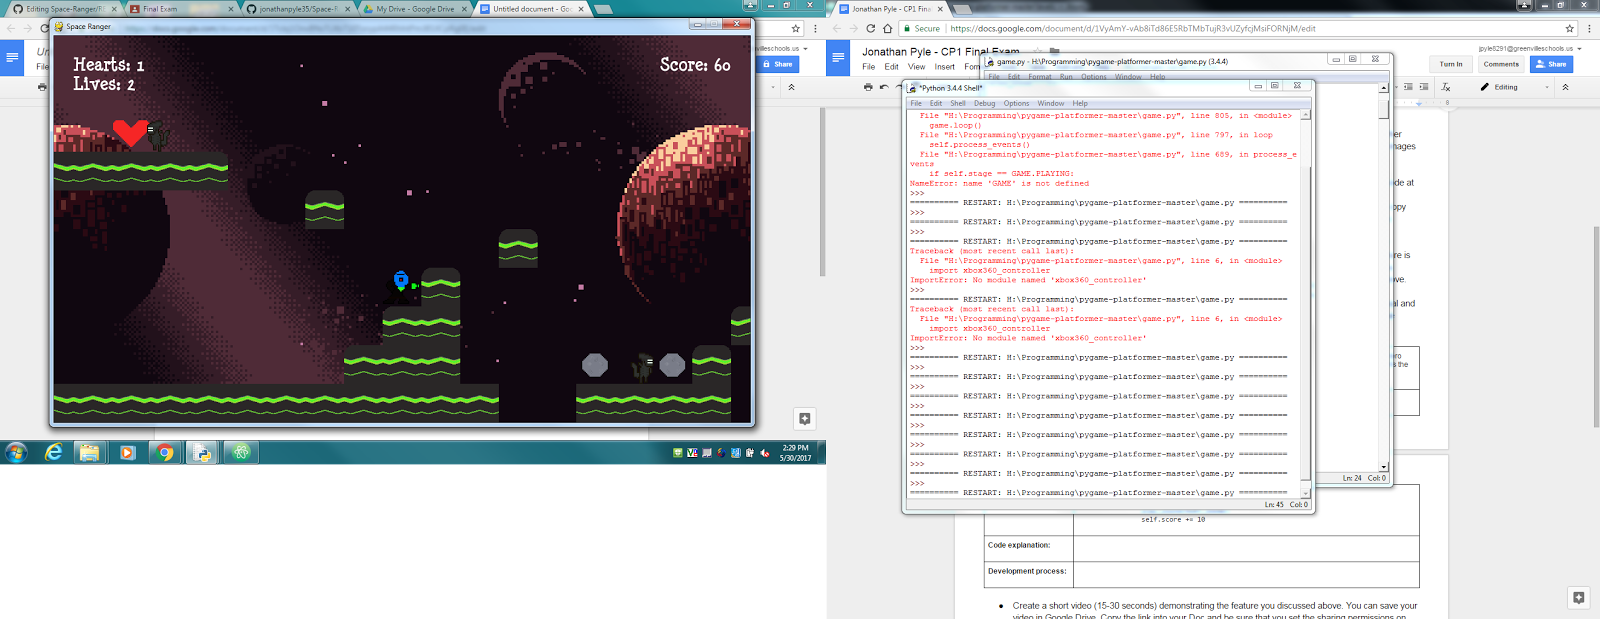 Editing Space-Ranger/RE
Final Exam
jonathanpyle35/Space-F
My Drive - Google Drive
Untitled document - Goo
Space Ranger
Share
Hearts: 1
Lives: 2
Score: 60
2:29 PM
5/30/2017
Jonathan Pyle - CP1 Final
Secure
https://docs.google.com/document/d/1VyAmY-vAb8iTd86E5RbTMbTujR3vUZyfcjMsiFORNjM/edit
Jonathan Pyle - CP1 Final Exam
jpyle8291@greenvilleschools.us
File Edit View Insert
Turn In
Comments
Share
Editing
game.py - H:\Programming\pygame-platformer-master\game.py (3.4.4)
File Edit Format Run Options Window Help
*Python 3.4.4 Shell*
File Edit Shell Debug Options Window Help
File "H:\Programming\pygame-platformer-master\game.py", line 805, in <module>
game.loop()
File "H:\Programming\pygame-platformer-master\game.py", line 797, in loop
self.process_events()
File "H:\Programming\pygame-platformer-master\game.py", line 689, in process_e
vents
if self.stage == GAME.PLAYING:
NameError: name 'GAME' is not defined
>>>
========== RESTART: H:\Programming\pygame-platformer-master\game.py ==========
>>>
========== RESTART: H:\Programming\pygame-platformer-master\game.py ==========
>>>
========== RESTART: H:\Programming\pygame-platformer-master\game.py ==========
Traceback (most recent call last):
File "H:\Programming\pygame-platformer-master\game.py", line 6, in <module>
import xbox360_controller
ImportError: No module named 'xbox360_controller'
>>>
========== RESTART: H:\Programming\pygame-platformer-master\game.py ==========
Traceback (most recent call last):
File "H:\Programming\pygame-platformer-master\game.py", line 6, in <module>
import xbox360_controller
ImportError: No module named 'xbox360_controller'
>>>
========== RESTART: H:\Programming\pygame-platformer-master\game.py ==========
>>>
========== RESTART: H:\Programming\pygame-platformer-master\game.py ==========
>>>
========== RESTART: H:\Programming\pygame-platformer-master\game.py ==========
>>>
========== RESTART: H:\Programming\pygame-platformer-master\game.py ==========
>>>
========== RESTART: H:\Programming\pygame-platformer-master\game.py ==========
>>>
========== RESTART: H:\Programming\pygame-platformer-master\game.py ==========
>>>
========== RESTART: H:\Programming\pygame-platformer-master\game.py ==========
>>>
========== RESTART: H:\Programming\pygame-platformer-master\game.py ==========
Ln: 45 Col: 0
Ln: 24 Col: 0
self.score += 10
Code explanation:
Development process:
Create a short video (15-30 seconds) demonstrating the feature you discussed above. You can save your
video in Google Drive. Copy the link into your Doc and be sure that you set the sharing permissions on